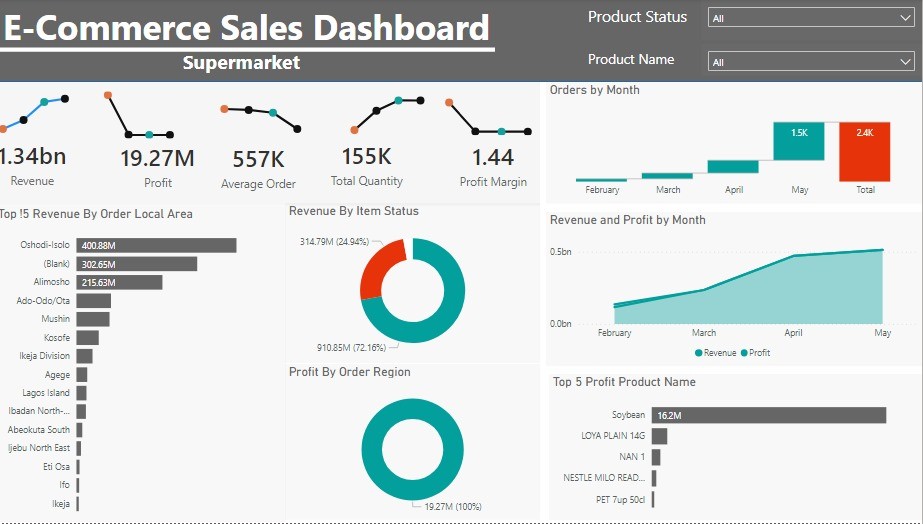 E-Commerce Sales Dashboard
Supermarket
Product Status
All
Product Name
All
1.34bn
Revenue
19.27M
Profit
557K
Average Order
155K
Total Quantity
1.44
Profit Margin
Orders by Month
1.5K
2.4K
February
March
April
May
Total
Top !5 Revenue By Order Local Area
Oshodi-Isolo
400.88M
(Blank)
302.65M
Alimosho
215.63M
Ado-Odo/Ota
Mushin
Kosofe
Ikeja Division
Agege
Lagos Island
Ibadan North-...
Abeokuta South
Ijebu North East
Eti Osa
Ifo
Ikeja
Revenue By Item Status
314.79M (24.94%)
910.85M (72.16%)
Profit By Order Region
19.27M (100%)
Revenue and Profit by Month
0.5bn
0.0bn
February
March
April
May
Revenue
Profit
Top 5 Profit Product Name
Soybean
16.2M
LOYA PLAIN 14G
NAN 1
NESTLE MILO READ...
PET 7up 50cl